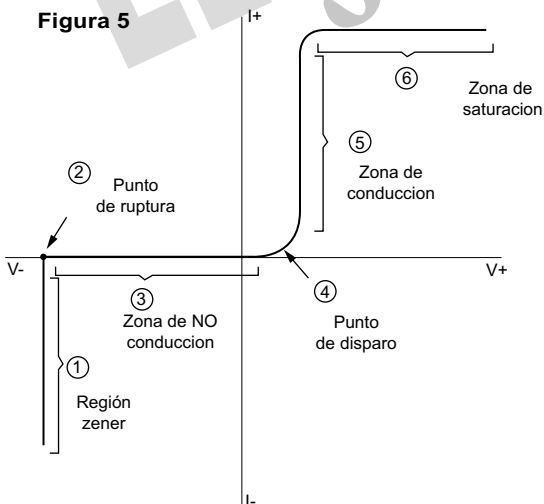 Figura 5
I+
6
Zona de
saturacion
5
Zona de
conduccion
2
Punto
de ruptura
V-
V+
3
Zona de NO
conduccion
4
Punto
de disparo
1
Región
zener
I-